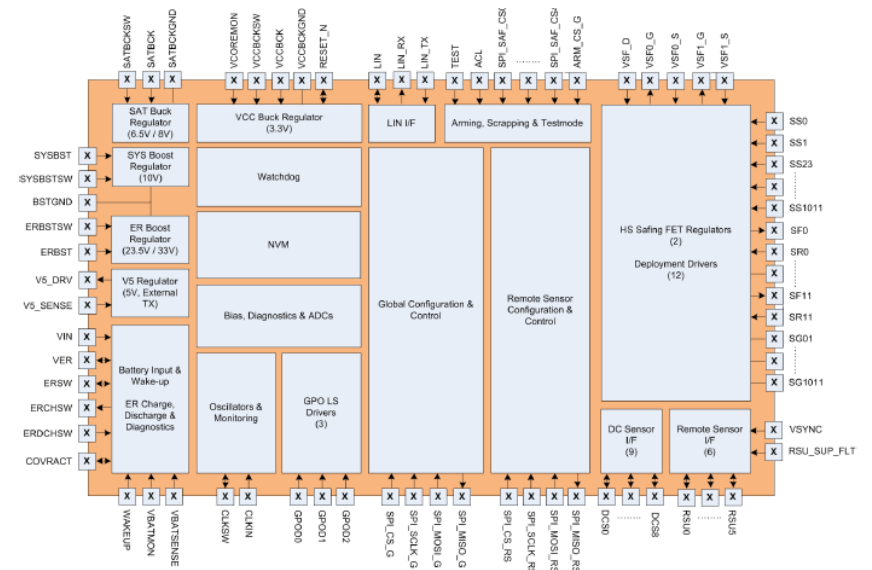 SATBCKSW
SATBCK
SATBCKGND
VCOREMON
VCCBCKSW
VCCBCK
VCCBCKGND
RESET_N
LIN
LIN_RX
LIN_TX
TEST
ACL
........
ARM_CS_G
VSF_D
VSF0_G
VSF0_S
VSF1_G
VSF1_S
SAT Buck
Regulator
(6.5V / 8V)
VCC Buck Regulator
(3.3V)
LIN I/F
Arming, Scrapping & Testmode
SYSBST
SYSBSTSW
BSTGND
ERBSTSW
ERBST
V5_DRV
V5_SENSE
VIN
VER
ERSW
ERCHSW
ERDCHSW
COVRACT
SYS Boost
Regulator
(10V)
ER Boost
Regulator
(23.5V / 33V)
V5 Regulator
(5V, External
TX)
Battery Input &
Wake-up
ER Charge,
Discharge &
Diagnostics
Watchdog
NVM
Bias, Diagnostics & ADCs
Oscillators &
Monitoring
GPO LS
Drivers
(3)
Global Configuration &
Control
Remote Sensor
Configuration &
Control
HS Safing FET Regulators
(2)
Deployment Drivers
(12)
DC Sensor
I/F
(9)
Remote Sensor
I/F
(6)
SS0
SS1
SS23
SS1011
SF0
SR0
SF11
SR11
SG01
SG1011
VSYNC
RSU_SUP_FLT
WAKEUP
VBATMON
VBATSENSE
CLKSW
CLKIN
GPOD0
GPOD1
GPOD2
SPI_CS_G
SPI_SCLK_G
SPI_MOSI_G
SPI_MISO_G
SPI_CS_RS
SPI_SCLK_RS
SPI_MOSI_RS
SPI_MISO_RS
DCS0
........
DCS8
RSU0
........
RSU5